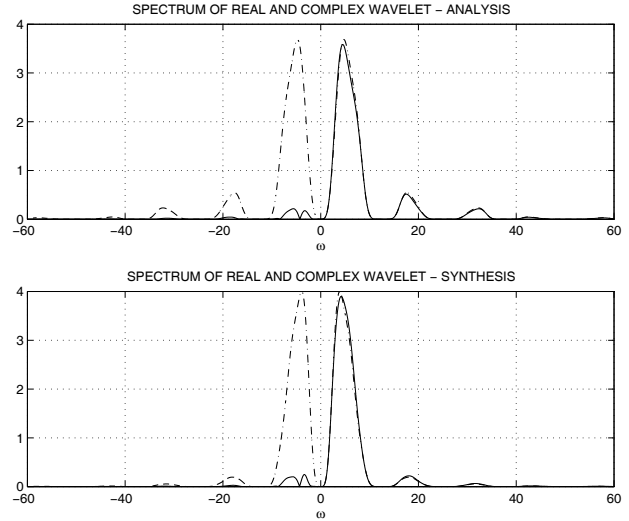 SPECTRUM OF REAL AND COMPLEX WAVELET − ANALYSIS
4
3
2
1
0
−60 −40 −20 0 20 40 60
ω
SPECTRUM OF REAL AND COMPLEX WAVELET − SYNTHESIS
4
3
2
1
0
−60 −40 −20 0 20 40 60
ω